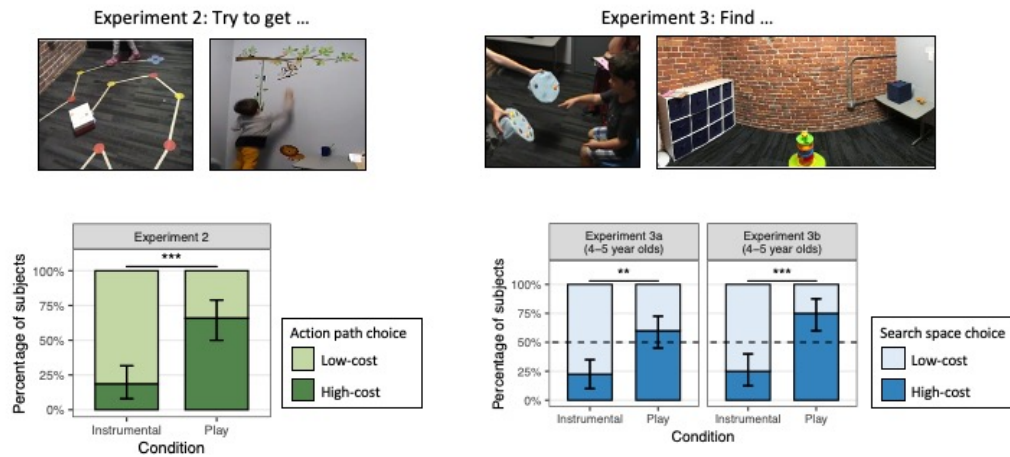 Experiment 2: Try to get ...
Experiment 3: Find ...
Experiment 2
***
Percentage of subjects
100%
75%
50%
25%
0%
Instrumental
Play
Condition
Action path choice
Low-cost
High-cost
Experiment 3a
(4–5 year olds)
Experiment 3b
(4–5 year olds)
**
***
Percentage of subjects
100%
75%
50%
25%
0%
Instrumental
Play
Instrumental
Play
Condition
Search space choice
Low-cost
High-cost